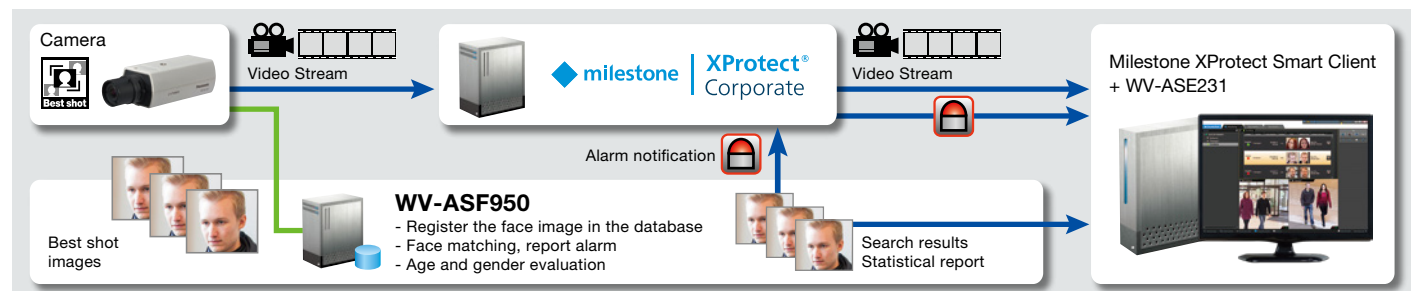 Camera
Best shot
Video Stream
milestone
XProtect®
Corporate
Video Stream
Milestone XProtect Smart Client
+ WV-ASE231
Alarm notification
Best shot
images
WV-ASF950
- Register the face image in the database
- Face matching, report alarm
- Age and gender evaluation
Search results
Statistical report